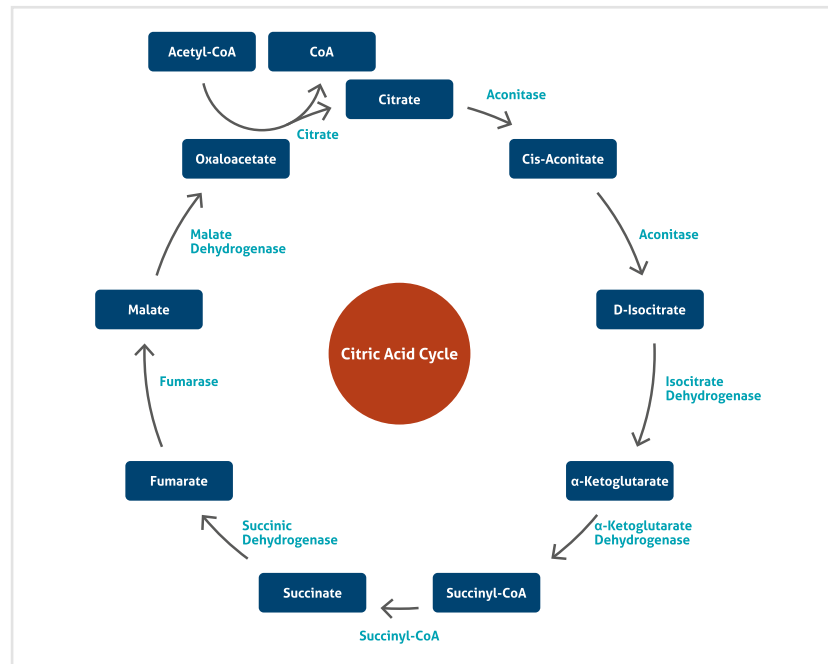 Acetyl-CoA
CoA
Citrate
Aconitase
Citrate
Oxaloacetate
Cis-Aconitate
Malate
Dehydrogenase
Aconitase
Malate
D-Isocitrate
Citric Acid Cycle
Fumarase
Isocitrate
Dehydrogenase
Fumarate
α-Ketoglutarate
Succinic
Dehydrogenase
α-Ketoglutarate
Dehydrogenase
Succinate
Succinyl-CoA
Succinyl-CoA